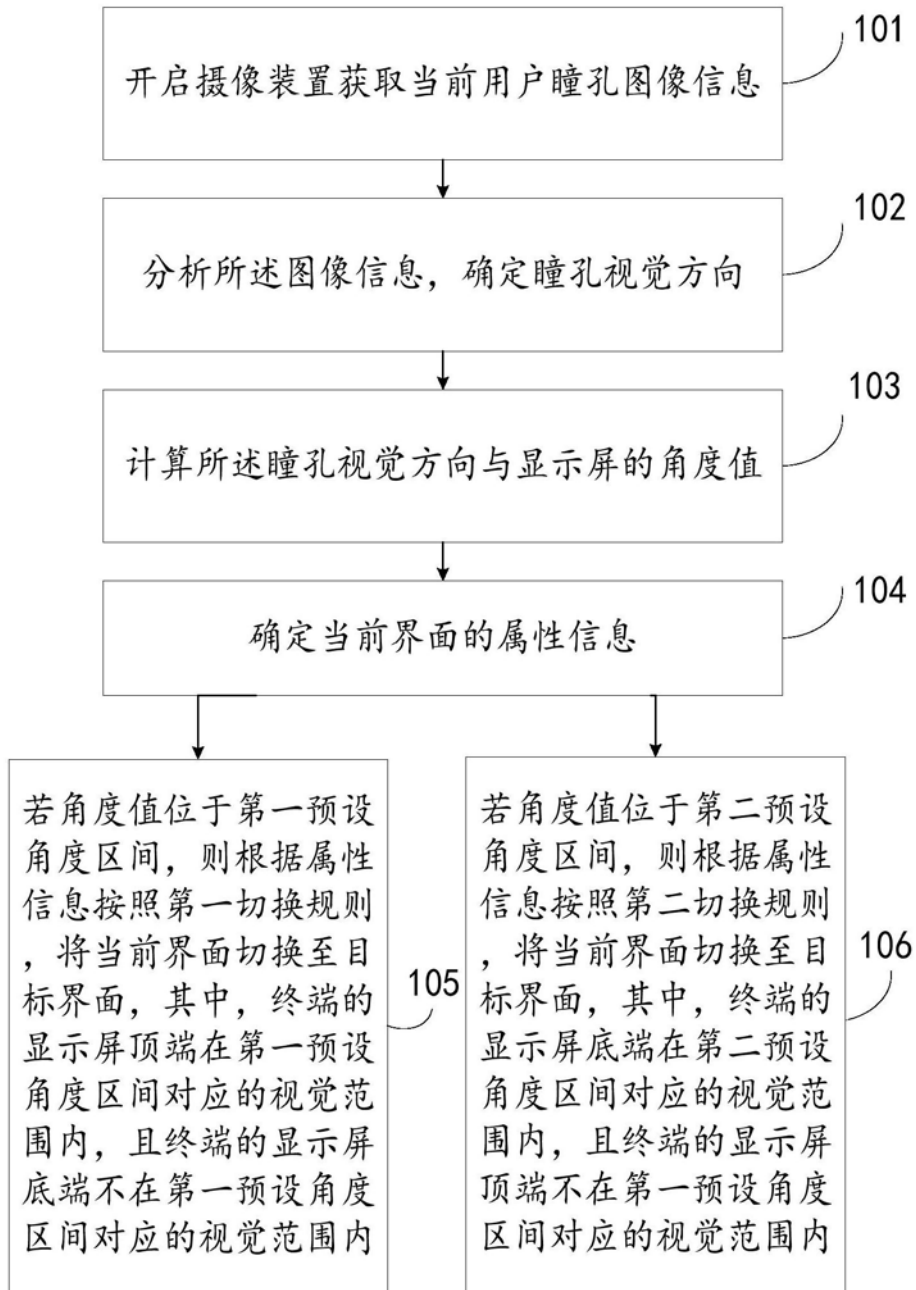 开启摄像装置获取当前用户瞳孔图像信息
101
分析所述图像信息，确定瞳孔视觉方向
102
计算所述瞳孔视觉方向与显示屏的角度值
103
确定当前界面的属性信息
104
若角度值位于第一预设
角度区间，则根据属性
信息按照第一切换规则
，将当前界面切换至目
标界面，其中，终端的
显示屏顶端在第一预设
角度区间对应的视觉范
围内，且终端的显示屏
底端不在第一预设角度
区间对应的视觉范围内
105
若角度值位于第二预设
角度区间，则根据属性
信息按照第二切换规则
，将当前界面切换至目
标界面，其中，终端的
显示屏底端在第二预设
角度区间对应的视觉范
围内，且终端的显示屏
顶端不在第一预设角度
区间对应的视觉范围内
106